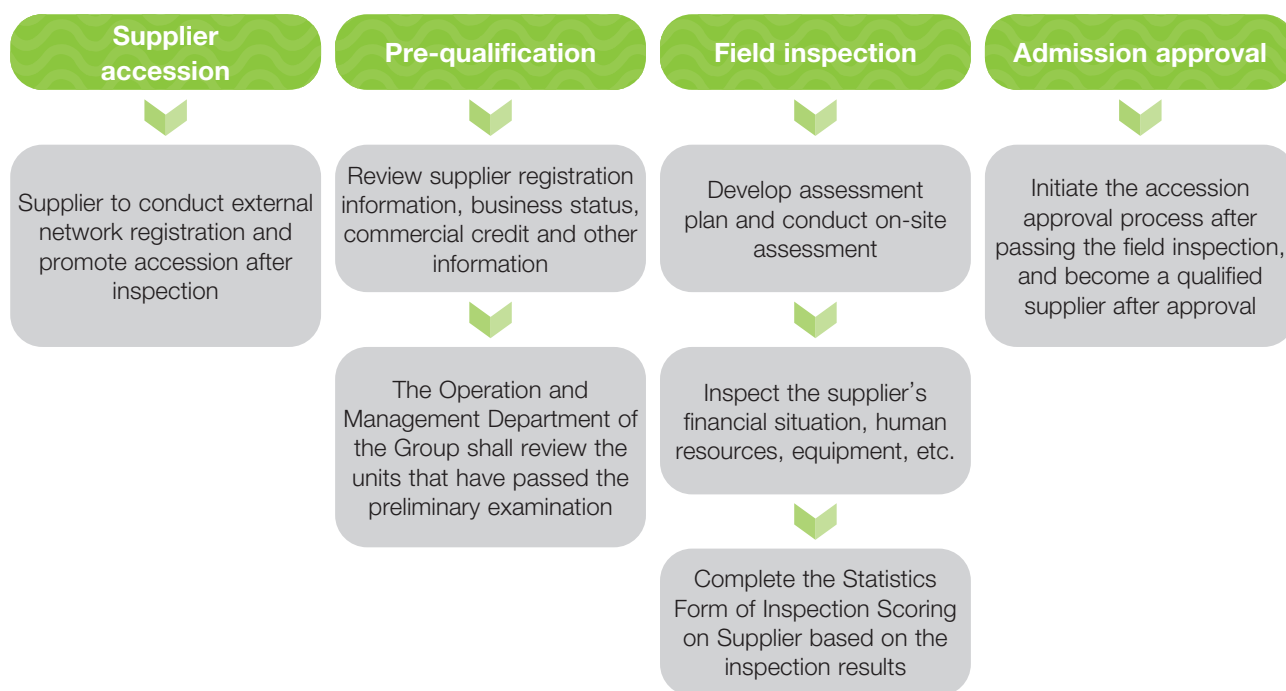 Supplier
accession
Supplier to conduct external
network registration and
promote accession after
inspection
Pre-qualification
Review supplier registration
information, business status,
commercial credit and other
information
The Operation and
Management Department of
the Group shall review the
units that have passed the
preliminary examination
Field inspection
Develop assessment
plan and conduct on-site
assessment
Inspect the supplier’s
financial situation, human
resources, equipment, etc.
Complete the Statistics
Form of Inspection Scoring
on Supplier based on the
inspection results
Admission approval
Initiate the accession
approval process after
passing the field inspection,
and become a qualified
supplier after approval